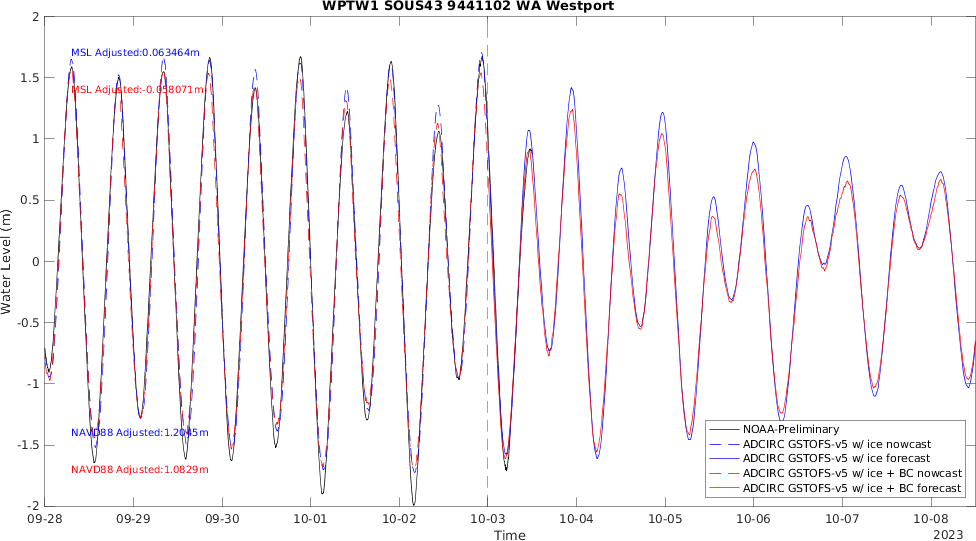 WPTW1 SOUS43 9441102 WA Westport
MSL Adjusted:0.063464m
MSL Adjusted:-0.058071m
NAVD88 Adjusted:1.2045m
NAVD88 Adjusted:1.0829m
Water Level (m)
2
1.5
1
0.5
0
-0.5
-1
-1.5
-2
NOAA-Preliminary
ADCIRC GSTOFS-v5 w/ ice nowcast
ADCIRC GSTOFS-v5 w/ ice forecast
ADCIRC GSTOFS-v5 w/ ice + BC nowcast
ADCIRC GSTOFS-v5 w/ ice + BC forecast
09-28 09-29 09-30 10-01 10-02 10-03 10-04 10-05 10-06 10-07 10-08
Time
2023